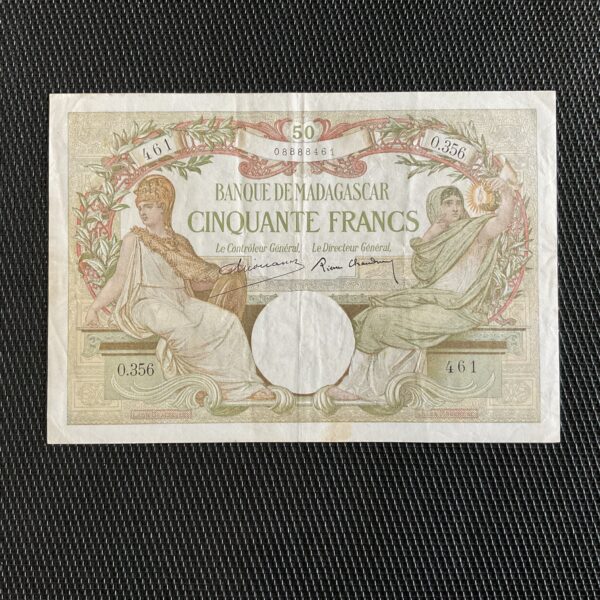 50
461
0.356
08888461
BANQUE DE MADAGASCAR
CINQUANTE FRANCS
Le Contrôleur Général, Le Directeur Général,
0.356
461